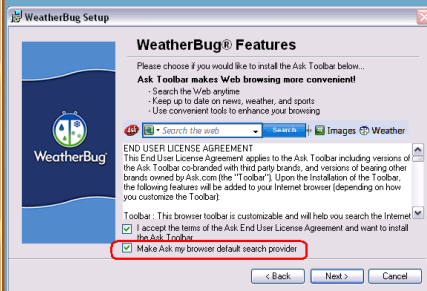 WeatherBug Setup
WeatherBug® Features
Please choose if you would like to install the Ask Toolbar below...
Ask Toolbar makes Web browsing more convenient!
- Search the Web anytime
- Keep up to date on news, weather, and sports
- Use convenient tools to enhance your browsing
Ask Search the web Search Images Weather
END USER LICENSE AGREEMENT
This End User License Agreement applies to the Ask Toolbar including versions of
the Ask Toolbar co-branded with third party brands, and versions of bearing other
brands owned by Ask.com (the "Toolbar"). Upon the Installation of the Toolbar,
the following features will be added to your Internet browser (depending on how
you customize the Toolbar):
Toolbar : This browser toolbar is customizable and will help you search the Internet
WeatherBug®
I accept the terms of the Ask End User License Agreement and want to install
the Ask Toolbar
Make Ask my browser default search provider
< Back Next > Cancel